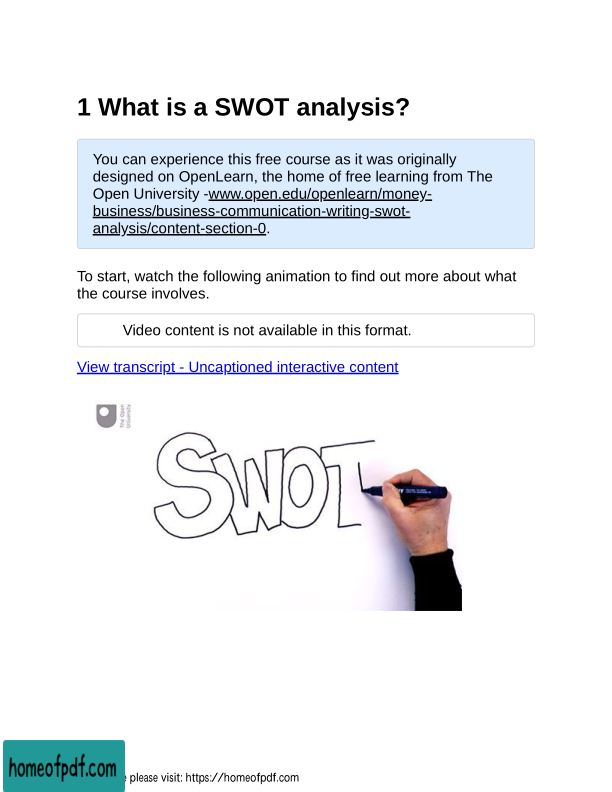 1 What is a SWOT analysis?
You can experience this free course as it was originally
designed on OpenLearn, the home of free learning from The
Open University -www.open.edu/openlearn/money-
business/business-communication-writing-swot-
analysis/content-section-0.
To start, watch the following animation to find out more about what
the course involves.
Video content is not available in this format.
View transcript - Uncaptioned interactive content
The Open
University
SWOT
homeofpdf.com
please visit: https://homeofpdf.com